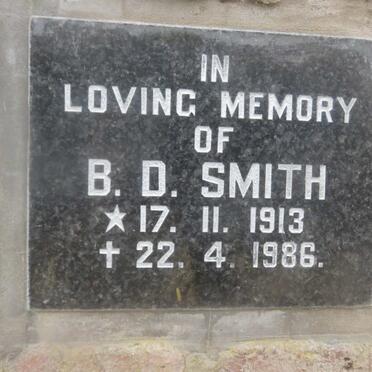 IN
LOVING MEMORY
OF
B. D. SMITH
★ 17. 11. 1913
✝ 22. 4. 1986.